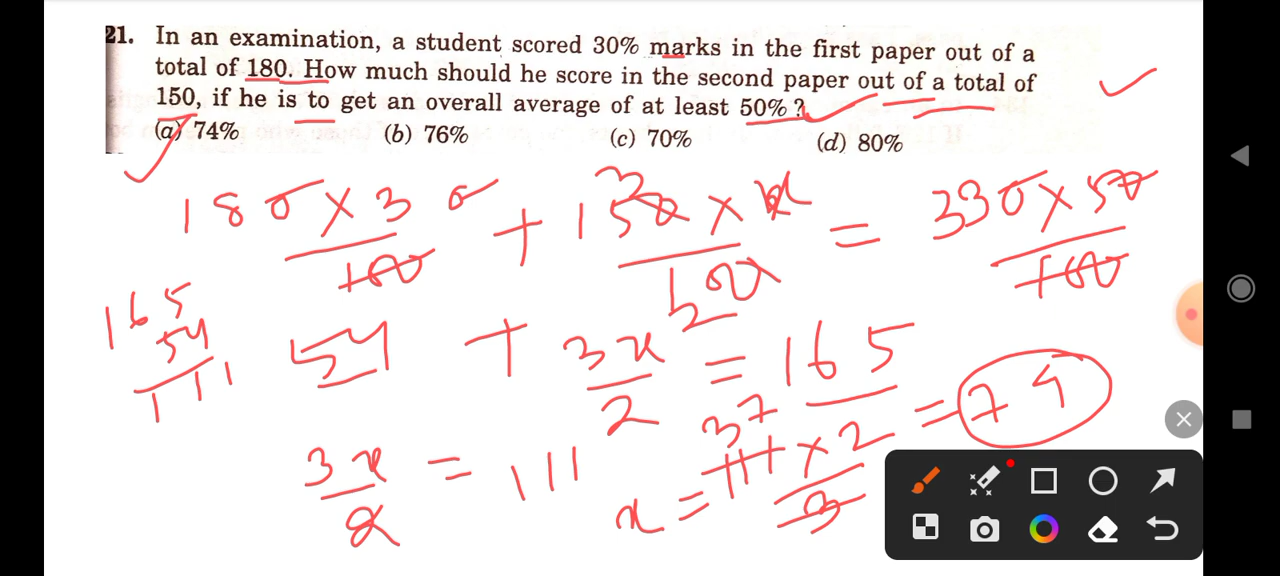 21. In an examination, a student scored 30% marks in the first paper out of a
total of 180. How much should he score in the second paper out of a total of
150, if he is to get an overall average of at least 50% ?
(a) 74% (b) 76% (c) 70% (d) 80%
180 × 30/100 + 150 × x/100 = 330 × 50/100
3
2
165
54
111
54 + 3x/2 = 165
3x/2 = 111
37
x = 111 × 2/3 = 74